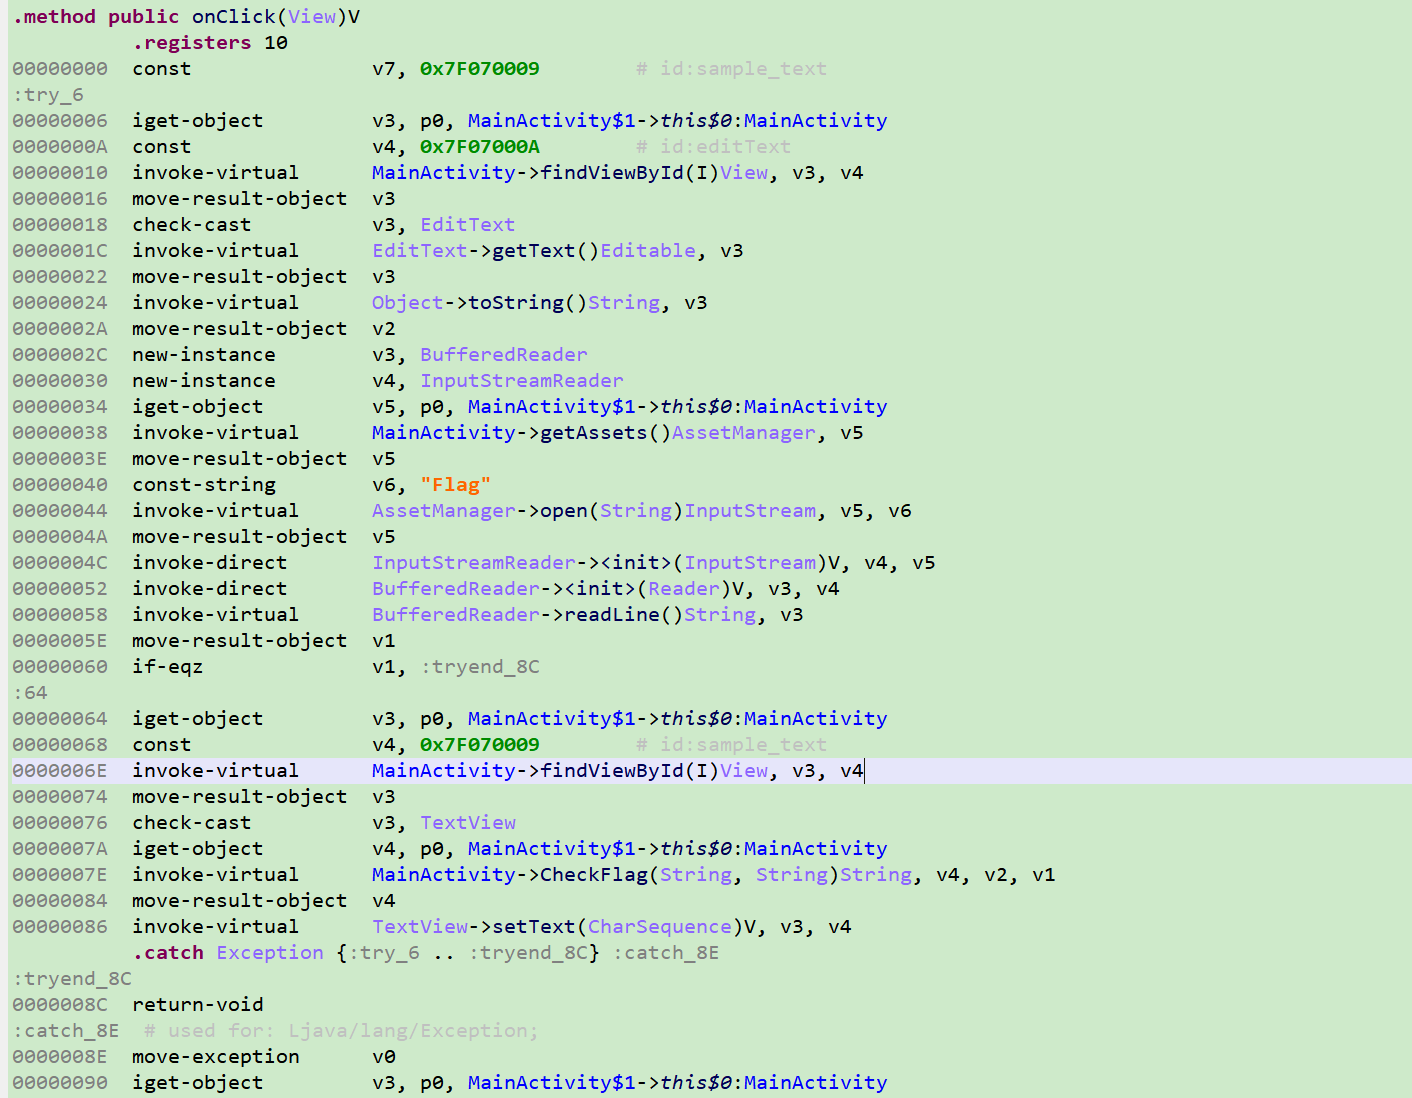 .method public onClick(View)V
.registers 10
00000000 const v7, 0x7F070009 # id:sample_text
:try_6
00000006 iget-object v3, p0, MainActivity$1->this$0:MainActivity
0000000A const v4, 0x7F07000A # id:editText
00000010 invoke-virtual MainActivity->findViewById(I)View, v3, v4
00000016 move-result-object v3
00000018 check-cast v3, EditText
0000001C invoke-virtual EditText->getText()Editable, v3
00000022 move-result-object v3
00000024 invoke-virtual Object->toString()String, v3
0000002A move-result-object v2
0000002C new-instance v3, BufferedReader
00000030 new-instance v4, InputStreamReader
00000034 iget-object v5, p0, MainActivity$1->this$0:MainActivity
00000038 invoke-virtual MainActivity->getAssets()AssetManager, v5
0000003E move-result-object v5
00000040 const-string v6, "Flag"
00000044 invoke-virtual AssetManager->open(String)InputStream, v5, v6
0000004A move-result-object v5
0000004C invoke-direct InputStreamReader-><init>(InputStream)V, v4, v5
00000052 invoke-direct BufferedReader-><init>(Reader)V, v3, v4
00000058 invoke-virtual BufferedReader->readLine()String, v3
0000005E move-result-object v1
00000060 if-eqz v1, :tryend_8C
:64
00000064 iget-object v3, p0, MainActivity$1->this$0:MainActivity
00000068 const v4, 0x7F070009 # id:sample_text
0000006E invoke-virtual MainActivity->findViewById(I)View, v3, v4
00000074 move-result-object v3
00000076 check-cast v3, TextView
0000007A iget-object v4, p0, MainActivity$1->this$0:MainActivity
0000007E invoke-virtual MainActivity->CheckFlag(String, String)String, v4, v2, v1
00000084 move-result-object v4
00000086 invoke-virtual TextView->setText(CharSequence)V, v3, v4
.catch Exception {:try_6 .. :tryend_8C} :catch_8E
:tryend_8C
0000008C return-void
:catch_8E # used for: Ljava/lang/Exception;
0000008E move-exception v0
00000090 iget-object v3, p0, MainActivity$1->this$0:MainActivity